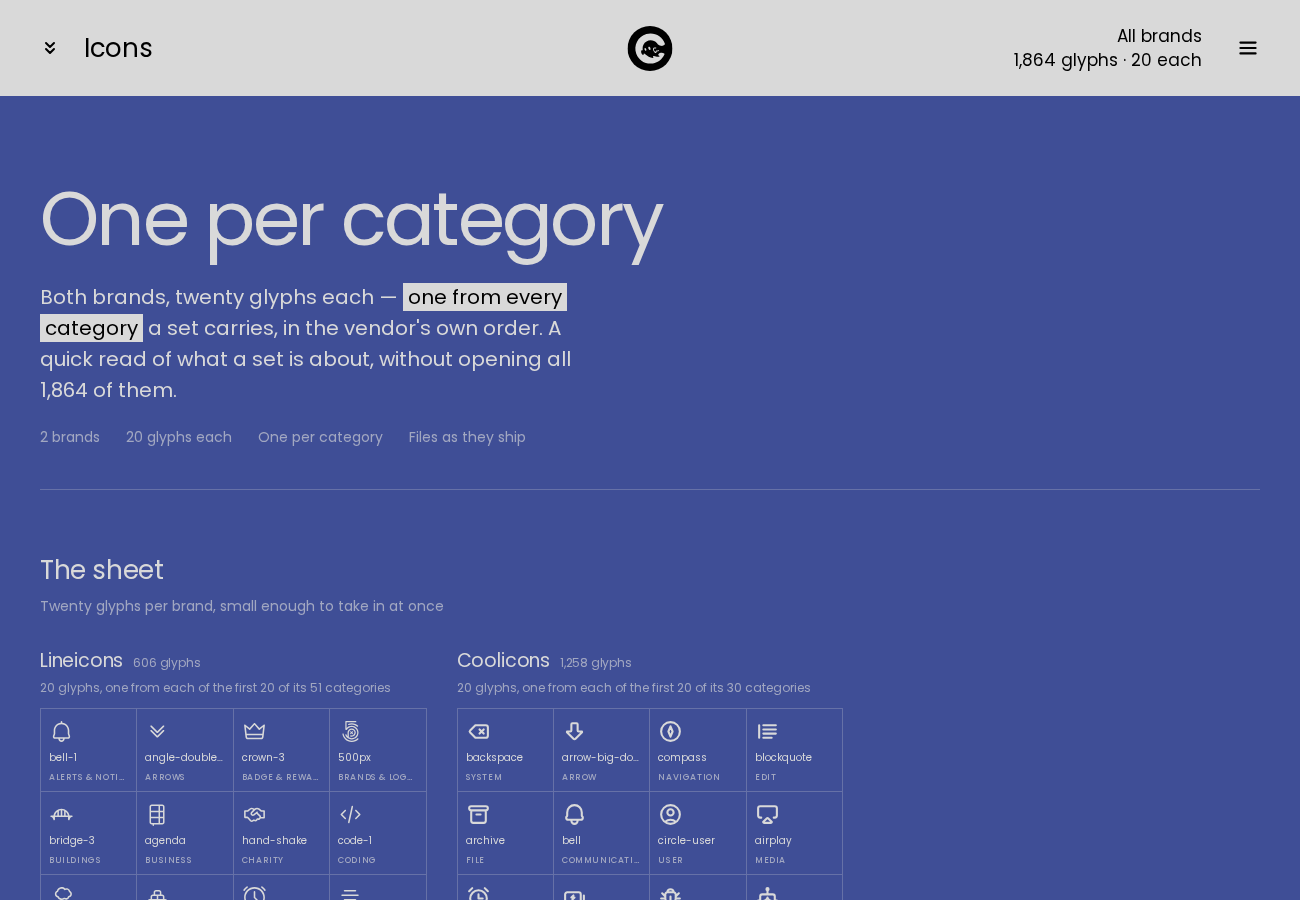 Icons
All brands
1,864 glyphs · 20 each
One per category
Both brands, twenty glyphs each — one from every
category a set carries, in the vendor's own order. A
quick read of what a set is about, without opening all
1,864 of them.
2 brands 20 glyphs each One per category Files as they ship
The sheet
Twenty glyphs per brand, small enough to take in at once
Lineicons 606 glyphs
20 glyphs, one from each of the first 20 of its 51 categories
bell-1 angle-double… crown-3 500px
ALERTS & NOTI… ARROWS BADGE & REWA… BRANDS & LOG…
bridge-3 agenda hand-shake code-1
BUILDINGS BUSINESS CHARITY CODING
Coolicons 1,258 glyphs
20 glyphs, one from each of the first 20 of its 30 categories
backspace arrow-big-do… compass blockquote
SYSTEM ARROW NAVIGATION EDIT
archive bell circle-user airplay
FILE COMMUNICATI… USER MEDIA